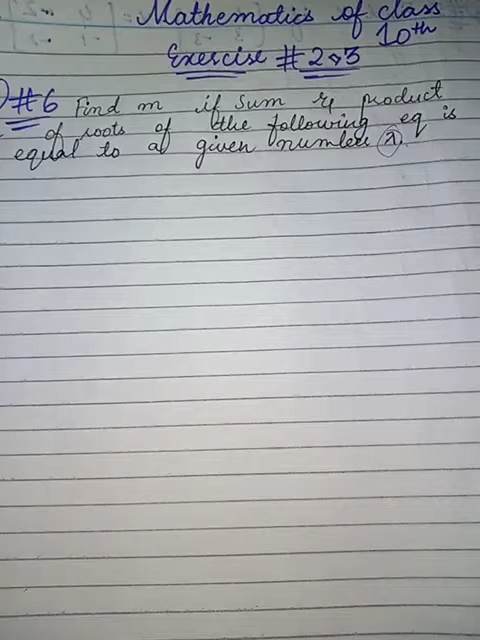 Mathematics of class
10th
Exercise # 2.3
#6 Find m if sum & product
of roots of the following eq is
equal to a given number λ.